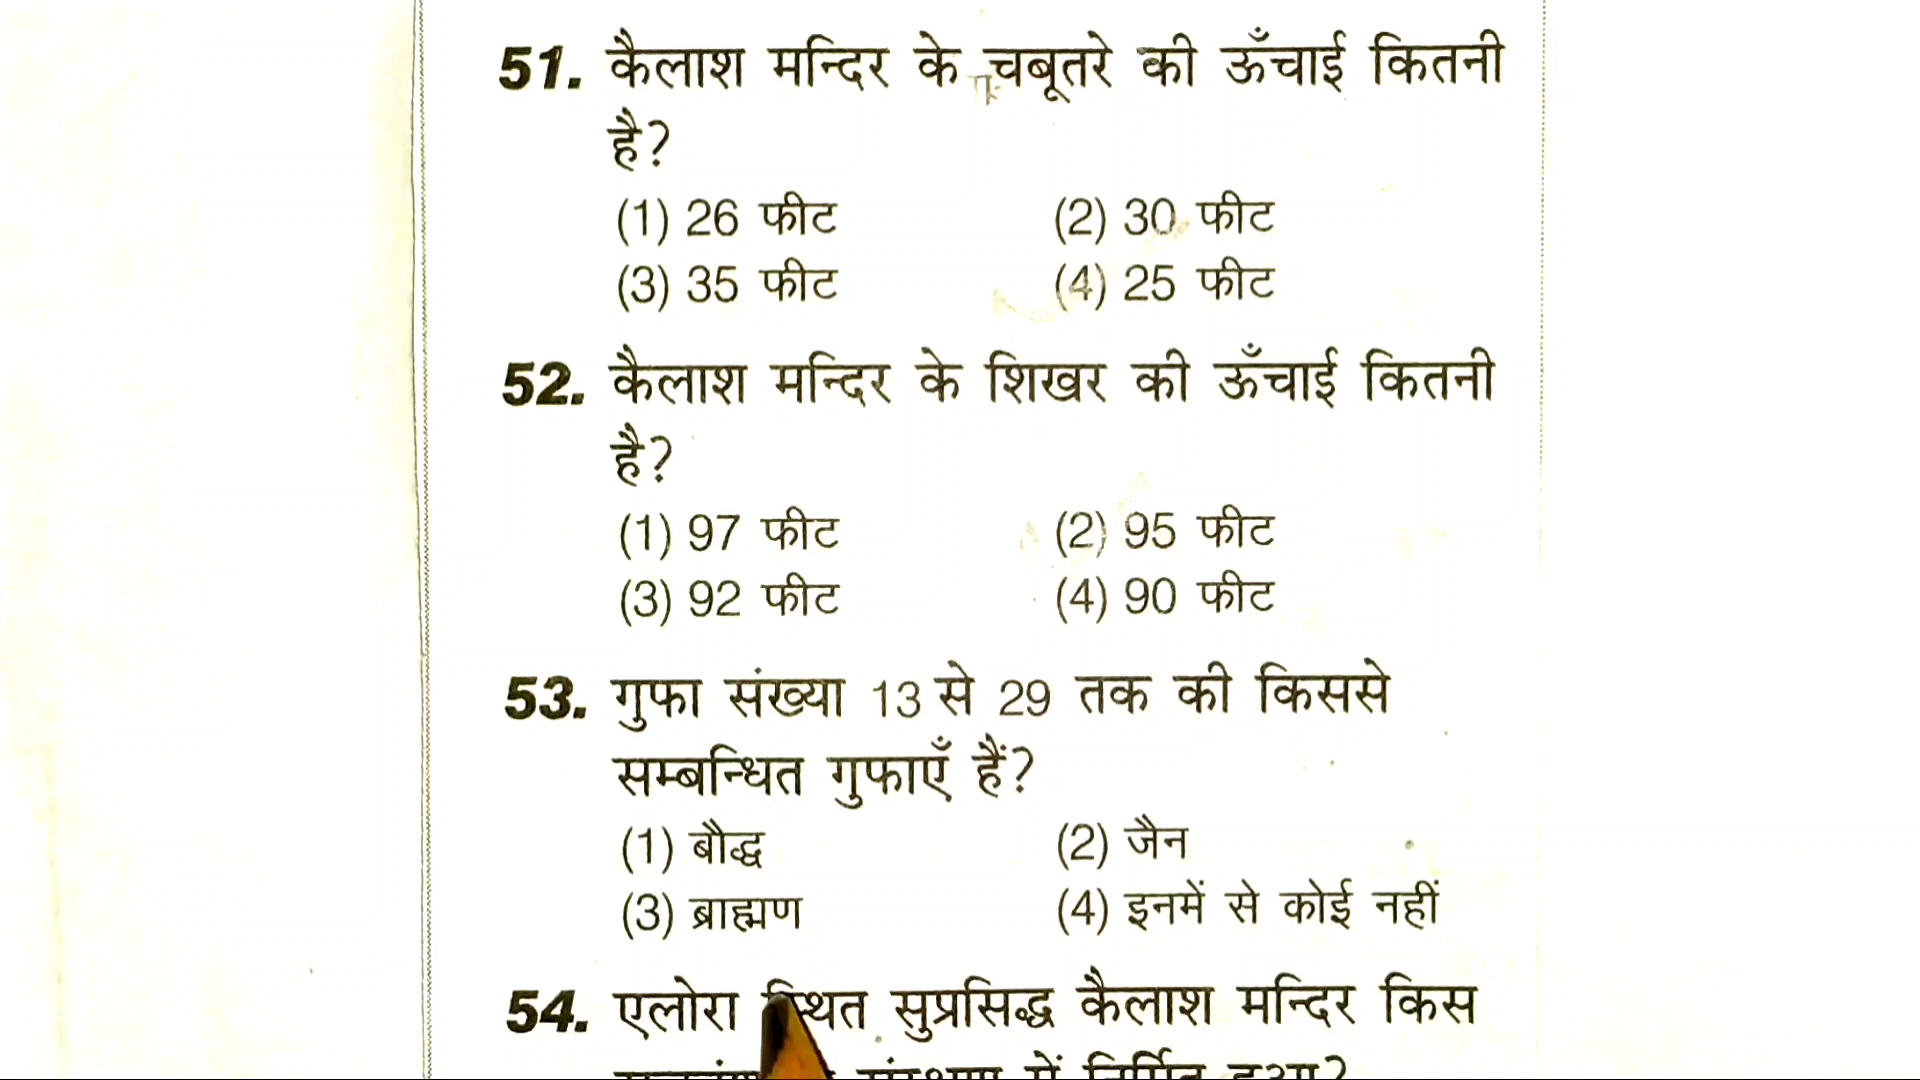 51. कैलाश मन्दिर के चबूतरे की ऊँचाई कितनी
है?
(1) 26 फीट (2) 30 फीट
(3) 35 फीट (4) 25 फीट
52. कैलाश मन्दिर के शिखर की ऊँचाई कितनी
है?
(1) 97 फीट (2) 95 फीट
(3) 92 फीट (4) 90 फीट
53. गुफा संख्या 13 से 29 तक की किससे
सम्बन्धित गुफाएँ हैं?
(1) बौद्ध (2) जैन
(3) ब्राह्मण (4) इनमें से कोई नहीं
54. एलोरा स्थित सुप्रसिद्ध कैलाश मन्दिर किस
में निर्मित हुआ?